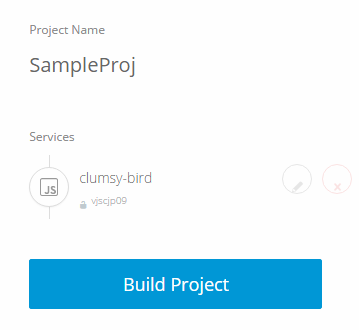 Project Name
SampleProj
Services
JS
clumsy-bird
vjscjp09
Build Project